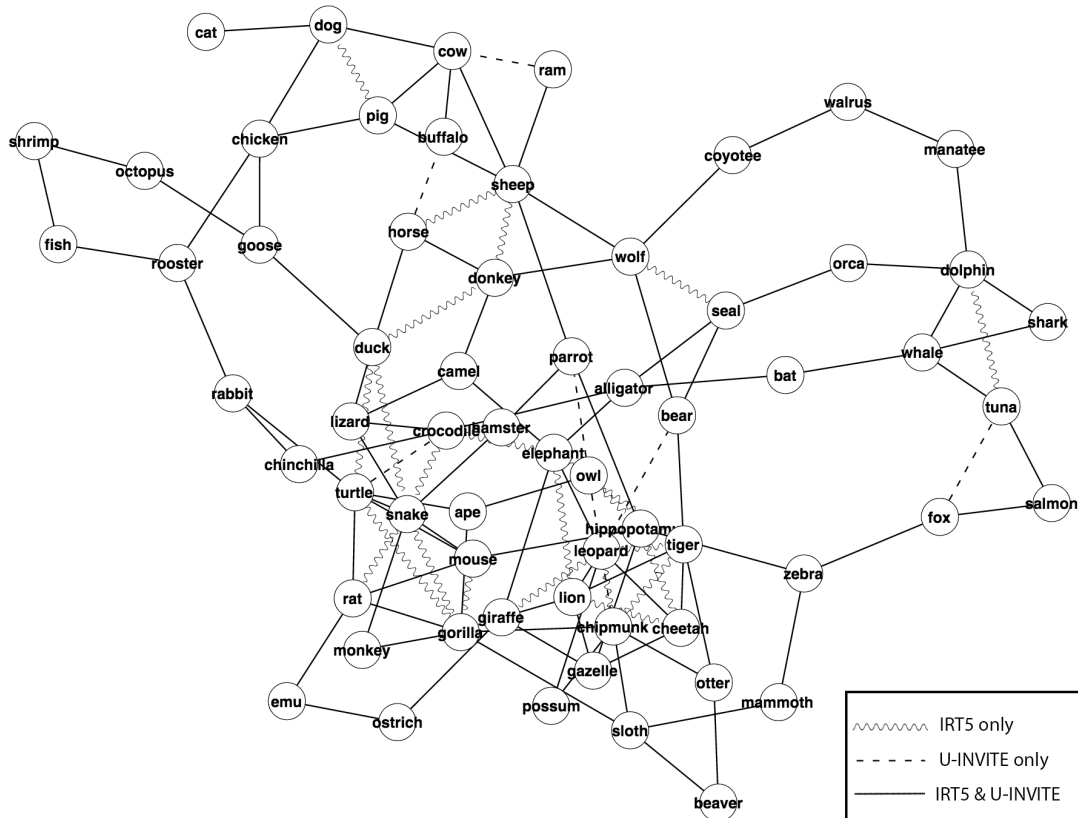 cat
dog
cow
ram
pig
buffalo
chicken
walrus
shrimp
octopus
coyotee
manatee
sheep
fish
rooster
goose
horse
wolf
donkey
orca
dolphin
seal
shark
duck
parrot
whale
camel
alligator
bat
rabbit
lizard
crocodile
hamster
bear
tuna
chinchilla
elephant
owl
turtle
snake
ape
salmon
fox
hippopotamu
leopard
tiger
mouse
zebra
rat
lion
giraffe
gorilla
chipmunk
cheetah
monkey
gazelle
otter
emu
possum
mammoth
ostrich
sloth
beaver
IRT5 only
U-INVITE only
IRT5 & U-INVITE